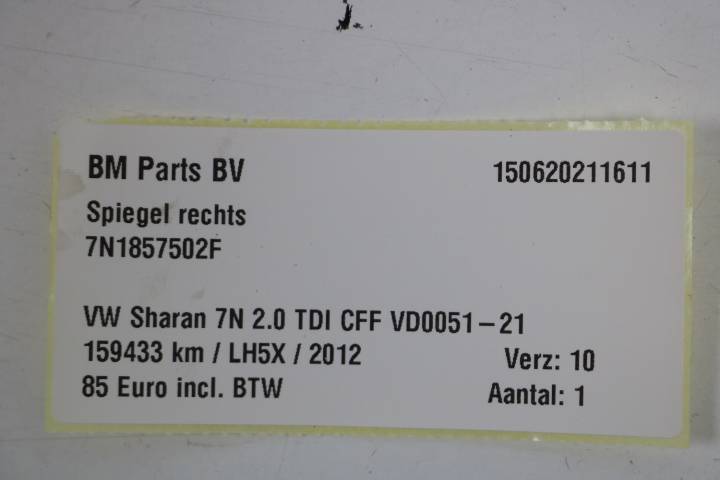 BM Parts BV 150620211611
Spiegel rechts
7N1857502F
VW Sharan 7N 2.0 TDI CFF VD0051-21
159433 km / LH5X / 2012 Verz: 10
85 Euro incl. BTW Aantal: 1